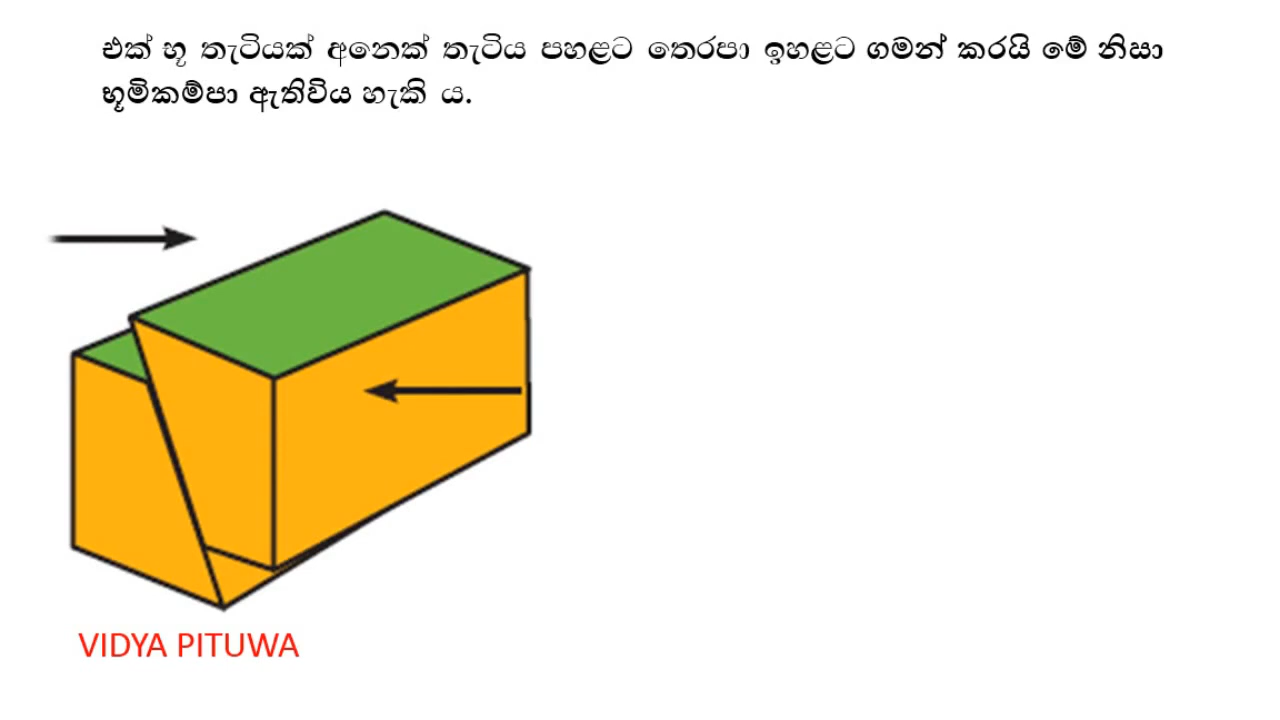 එක් භූ තැටියක් අනෙක් තැටිය පහළට තෙරපා ඉහළට ගමන් කරයි මේ නිසා
භූමිකම්පා ඇතිවිය හැකි ය.
VIDYA PITUWA